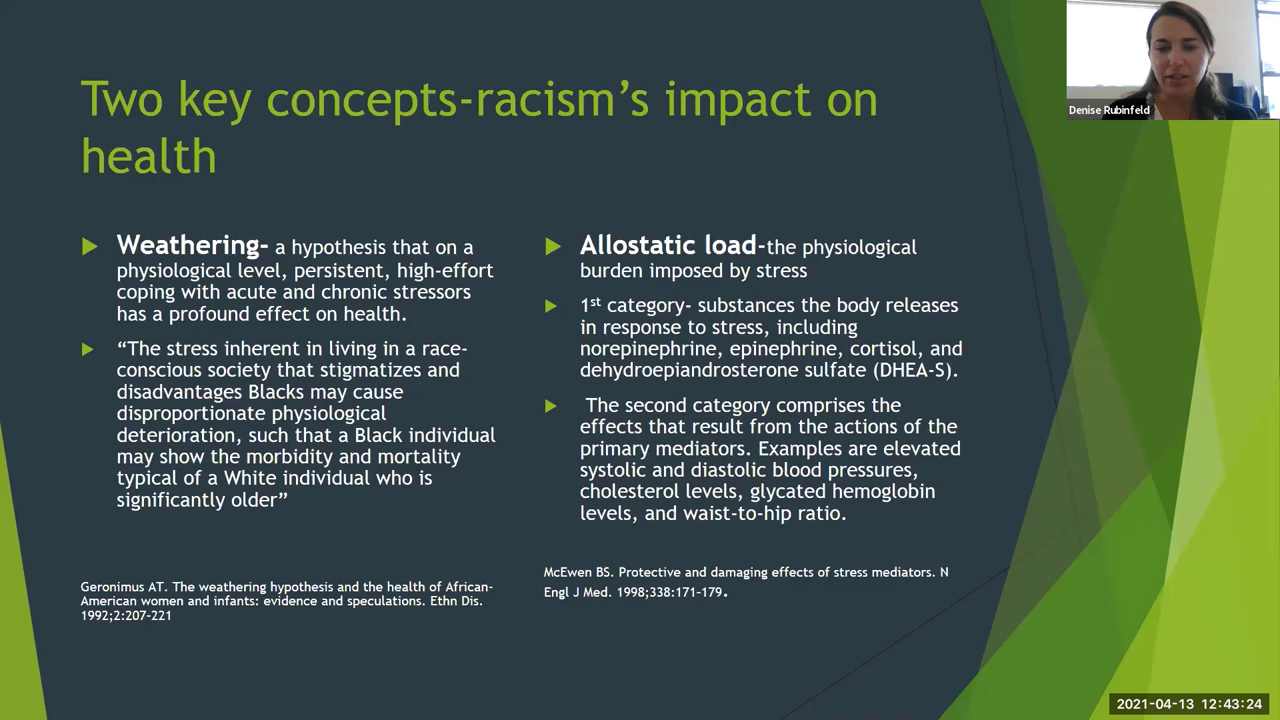 Two key concepts-racism's impact on
health
Denise Rubinfeld
Weathering- a hypothesis that on a
physiological level, persistent, high-effort
coping with acute and chronic stressors
has a profound effect on health.
“The stress inherent in living in a race-
conscious society that stigmatizes and
disadvantages Blacks may cause
disproportionate physiological
deterioration, such that a Black individual
may show the morbidity and mortality
typical of a White individual who is
significantly older”
Geronimus AT. The weathering hypothesis and the health of African-
American women and infants: evidence and speculations. Ethn Dis.
1992;2:207–221
Allostatic load-the physiological
burden imposed by stress
1st category- substances the body releases
in response to stress, including
norepinephrine, epinephrine, cortisol, and
dehydroepiandrosterone sulfate (DHEA-S).
The second category comprises the
effects that result from the actions of the
primary mediators. Examples are elevated
systolic and diastolic blood pressures,
cholesterol levels, glycated hemoglobin
levels, and waist-to-hip ratio.
McEwen BS. Protective and damaging effects of stress mediators. N
Engl J Med. 1998;338:171–179.
2021-04-13 12:43:24